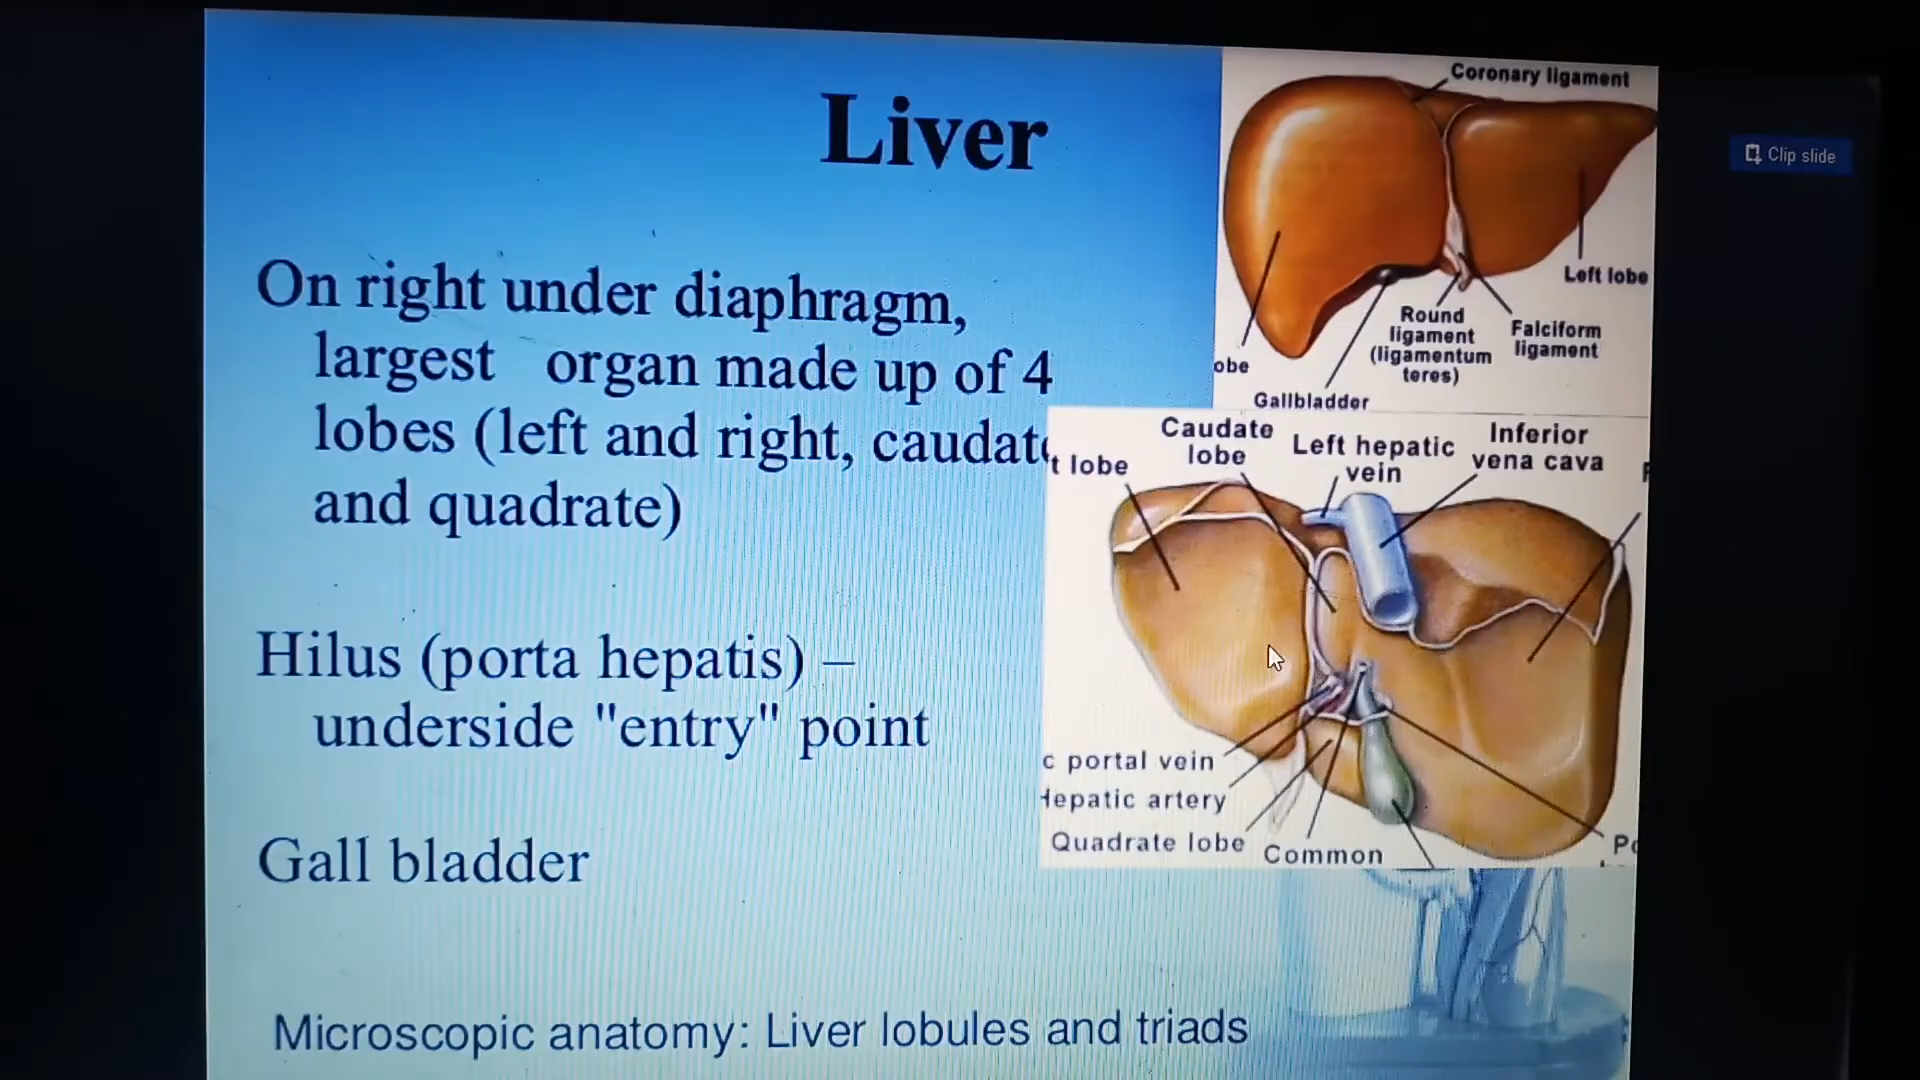 Liver
On right under diaphragm,
largest organ made up of 4
lobes (left and right, caudate
and quadrate)
Hilus (porta hepatis) –
underside "entry" point
Gall bladder
Microscopic anatomy: Liver lobules and triads
Coronary ligament
Left lobe
Round
ligament
(ligamentum
teres)
Falciform
ligament
obe
Gallbladder
t lobe
Caudate
lobe
Left hepatic
vein
Inferior
vena cava
c portal vein
Hepatic artery
Quadrate lobe
Common
Clip slide